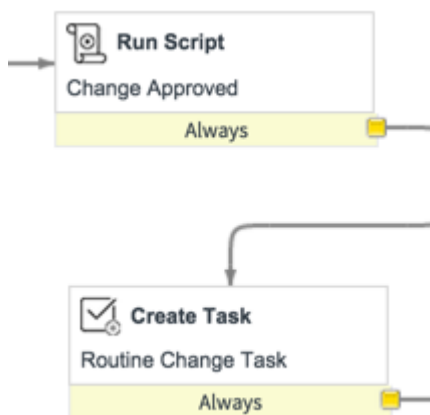 Run Script
Change Approved
Always
Create Task
Routine Change Task
Always